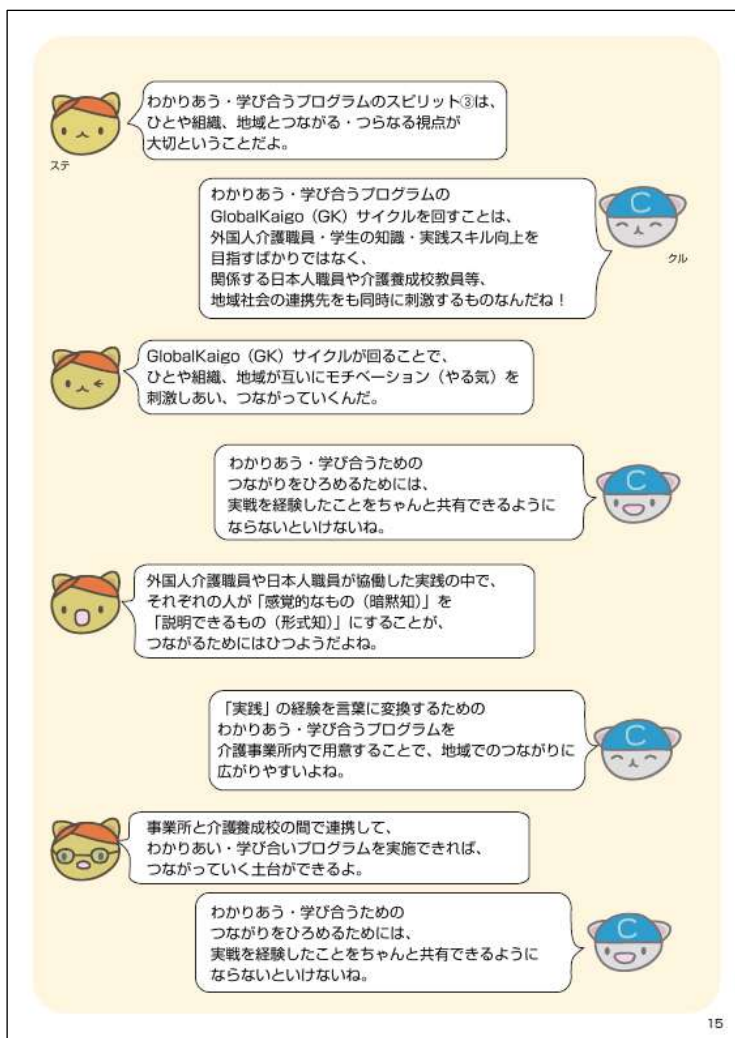 わかりあう・学び合うプログラムのスピリット③は、
ひとや組織、地域とつながる・つらなる視点が
大切ということだよ。
ステ
わかりあう・学び合うプログラムの
GlobalKaigo（GK）サイクルを回すことは、
外国人介護職員・学生の知識・実践スキル向上を
目指すばかりではなく、
関係する日本人職員や介護養成校教員等、
地域社会の連携先をも同時に刺激するものなんだね！
C
クル
GlobalKaigo（GK）サイクルが回ることで、
ひとや組織、地域が互いにモチベーション（やる気）を
刺激しあい、つながっていくんだ。
わかりあう・学び合うための
つながりをひろめるためには、
実戦を経験したことをちゃんと共有できるように
ならないといけないね。
C
外国人介護職員や日本人職員が協働した実践の中で、
それぞれの人が「感覚的なもの（暗黙知）」を
「説明できるもの（形式知）」にすることが、
つながるためにはひつようだよね。
「実践」の経験を言葉に変換するための
わかりあう・学び合うプログラムを
介護事業所内で用意することで、地域でのつながりに
広がりやすいよね。
C
事業所と介護養成校の間で連携して、
わかりあい・学び合いプログラムを実施できれば、
つながっていく土台ができるよ。
わかりあう・学び合うための
つながりをひろめるためには、
実戦を経験したことをちゃんと共有できるように
ならないといけないね。
C
15